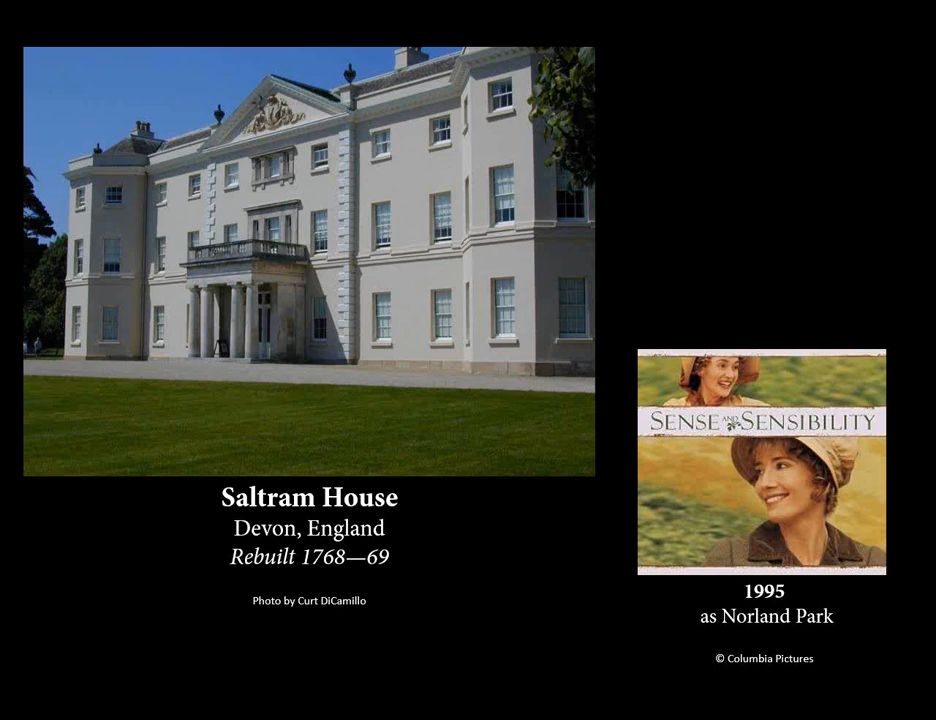 Saltram House
Devon, England
Rebuilt 1768—69
Photo by Curt DiCamillo
SENSE AND SENSIBILITY
1995
as Norland Park
© Columbia Pictures